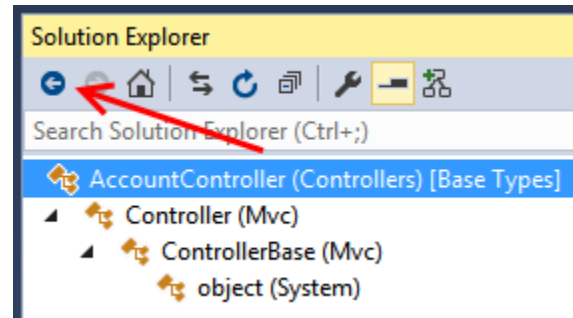 Solution Explorer
Search Solution Explorer (Ctrl+;)
AccountController (Controllers) [Base Types]
Controller (Mvc)
ControllerBase (Mvc)
object (System)